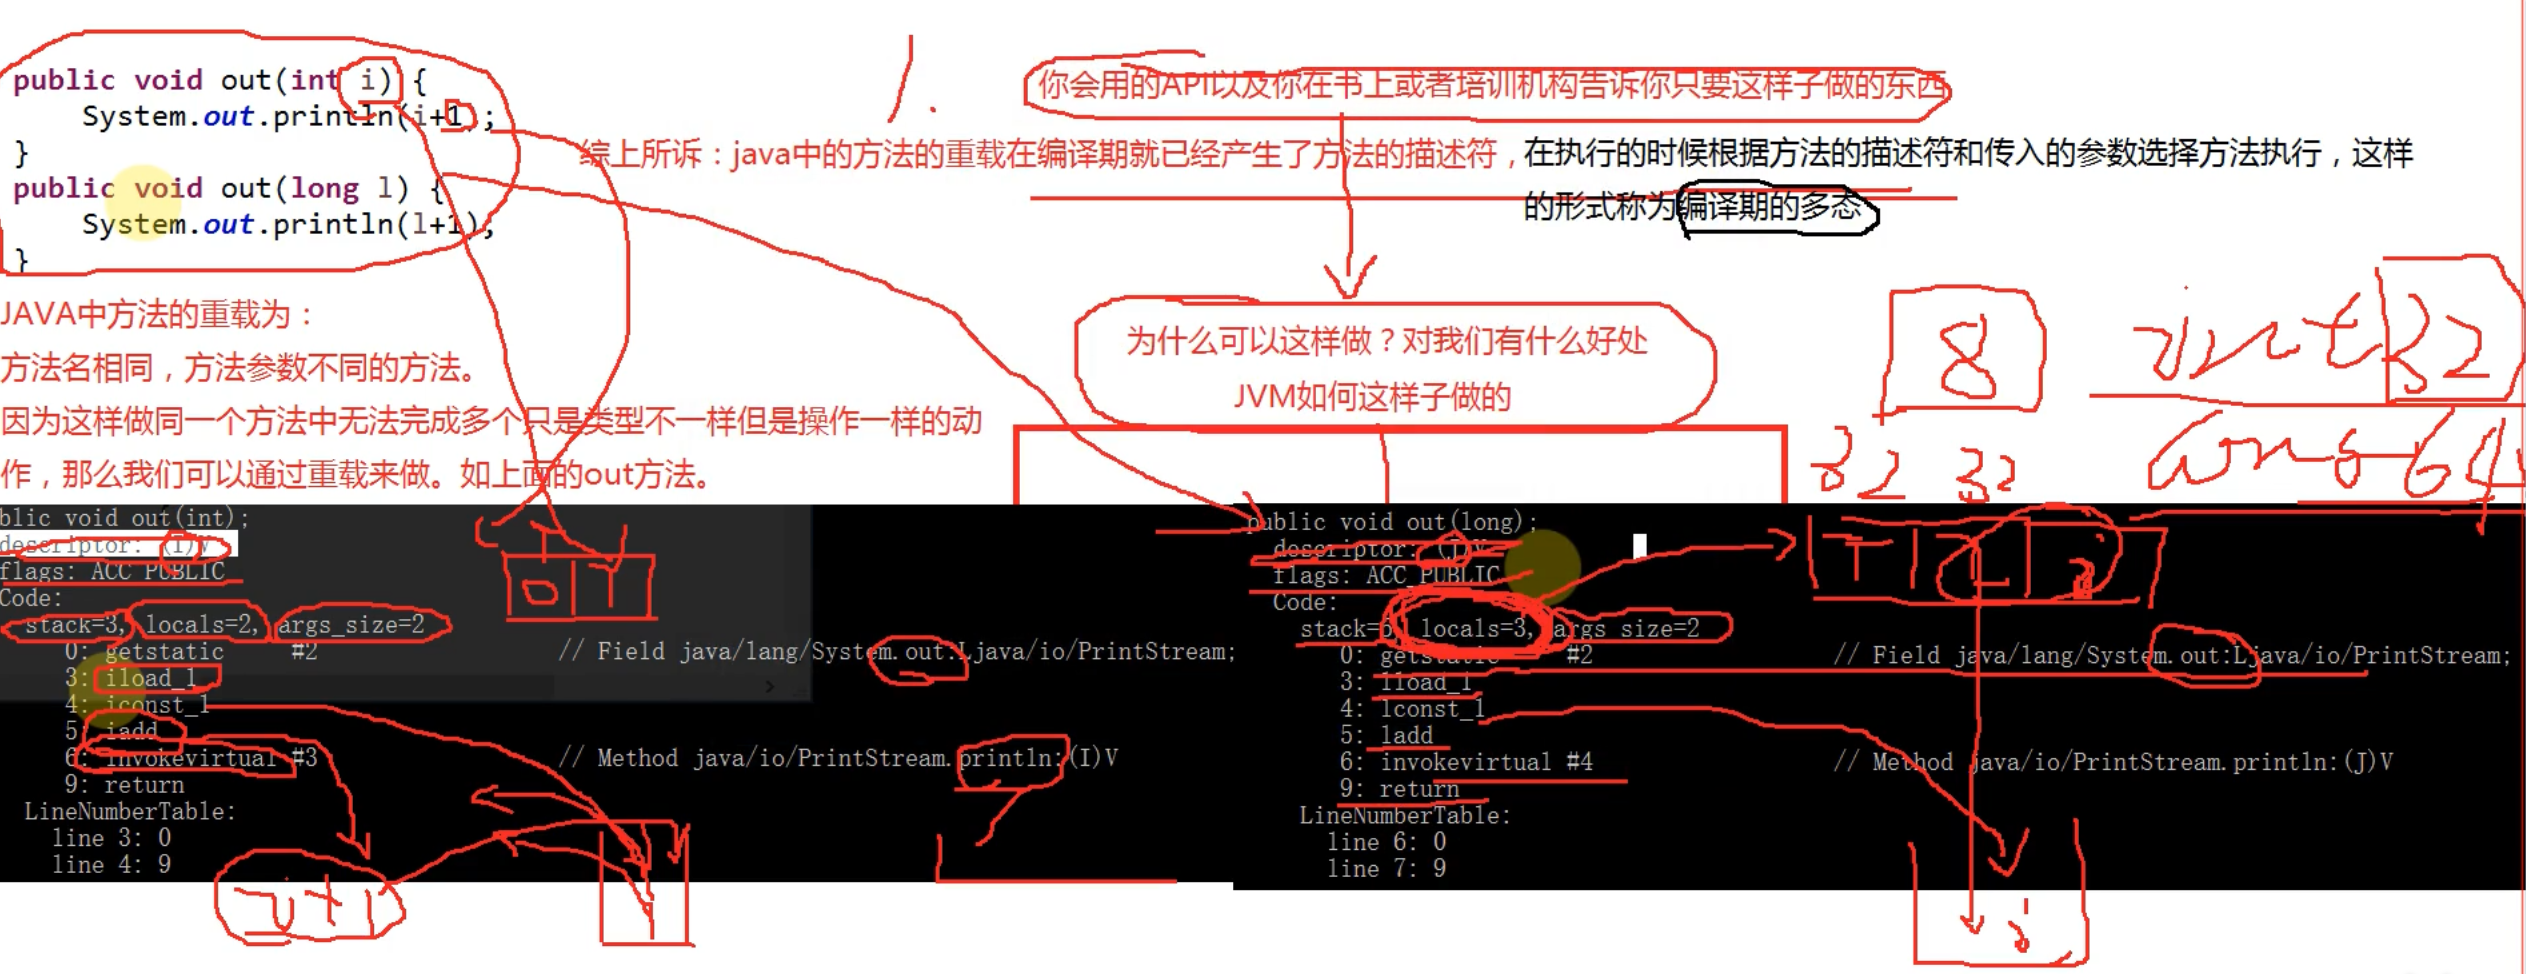 public void out(int i) {
System.out.println(i+1);
}
public void out(long l) {
System.out.println(l+1);
}
你会用的API以及你在书上或者培训机构告诉你只要这样子做的东西
综上所诉：java中的方法的重载在编译期就已经产生了方法的描述符，在执行的时候根据方法的描述符和传入的参数选择方法执行，这样
的形式称为编译期的多态
为什么可以这样做？对我们有什么好处
JVM如何这样子做的
8
int 32
32 32
long 64
JAVA中方法的重载为：
方法名相同，方法参数不同的方法。
因为这样做同一个方法中无法完成多个只是类型不一样但是操作一样的动
作，那么我们可以通过重载来做。如上面的out方法。
blic void out(int);
descriptor: (I)V
flags: ACC_PUBLIC
Code:
stack=3, locals=2, args_size=2
0: getstatic #2 // Field java/lang/System.out:Ljava/io/PrintStream;
3: iload_1
4: iconst_1
5: iadd
6: invokevirtual #3 // Method java/io/PrintStream.println:(I)V
9: return
LineNumberTable:
line 3: 0
line 4: 9
i+1
public void out(long);
descriptor: (J)V
flags: ACC_PUBLIC
Code:
stack=5, locals=3, args_size=2
0: getstatic #2 // Field java/lang/System.out:Ljava/io/PrintStream;
3: lload_1
4: lconst_1
5: ladd
6: invokevirtual #4 // Method java/io/PrintStream.println:(J)V
9: return
LineNumberTable:
line 6: 0
line 7: 9